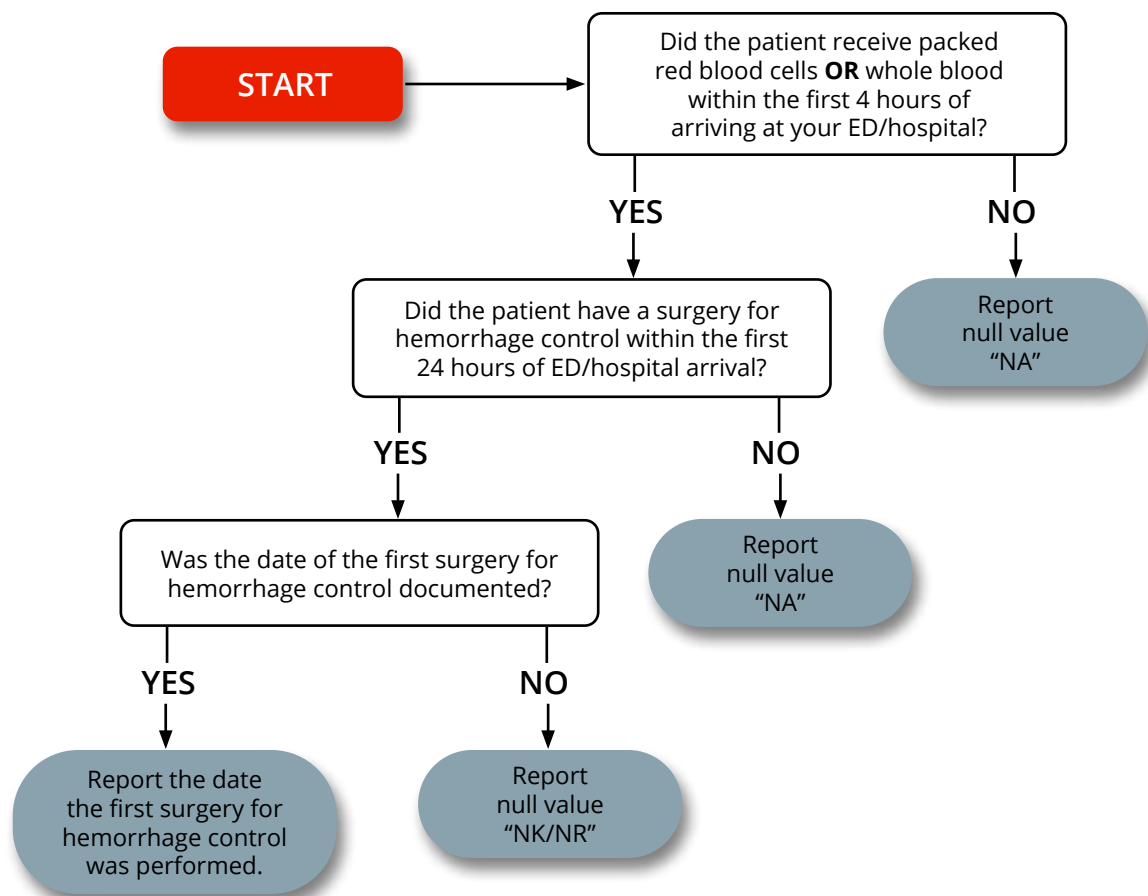 START
Did the patient receive packed
red blood cells OR whole blood
within the first 4 hours of
arriving at your ED/hospital?
YES
NO
Did the patient have a surgery for
hemorrhage control within the first
24 hours of ED/hospital arrival?
Report
null value
“NA”
YES
NO
Was the date of the first surgery for
hemorrhage control documented?
Report
null value
“NA”
YES
NO
Report the date
the first surgery for
hemorrhage control
was performed.
Report
null value
“NK/NR”